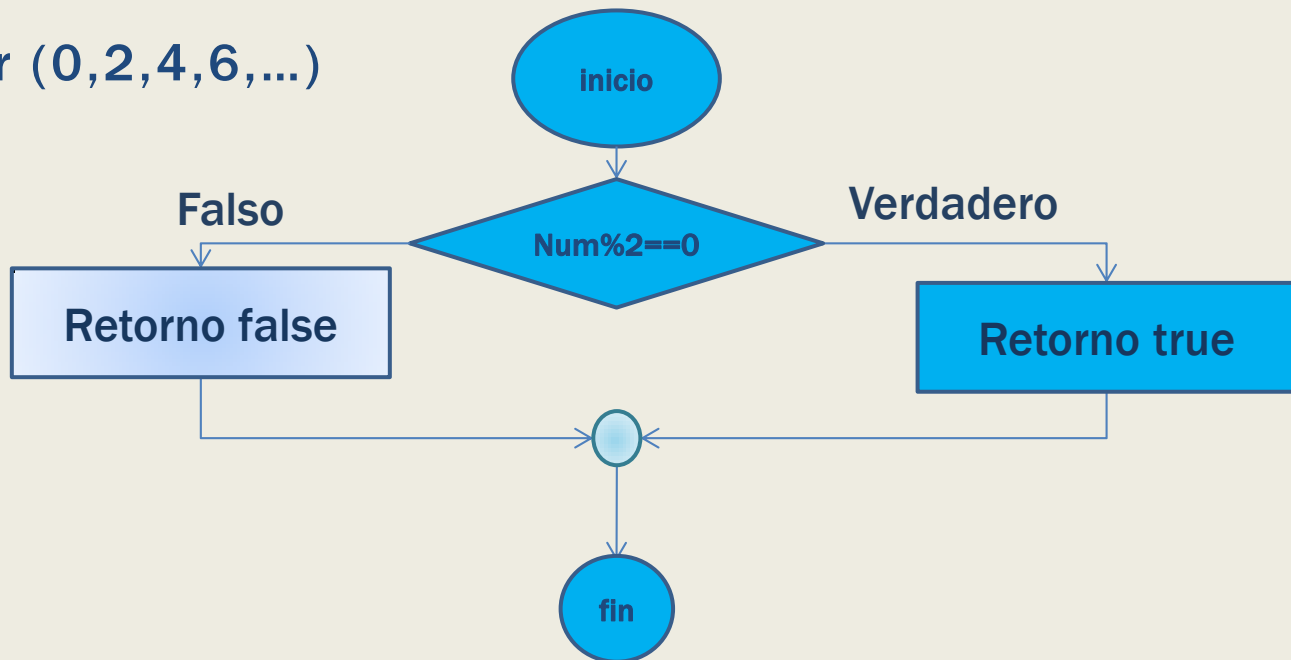 r (0,2,4,6,...)
inicio
Falso
Verdadero
Num%2==0
Retorno false
Retorno true
fin